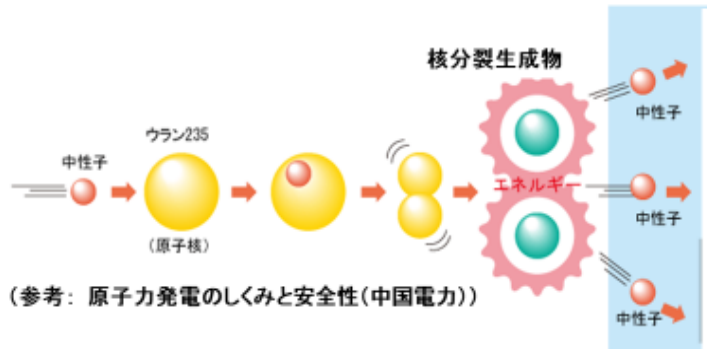 核分裂生成物
中性子
ウラン235
中性子
エネルギー
中性子
(原子核)
(参考： 原子力発電のしくみと安全性(中国電力))
中性子